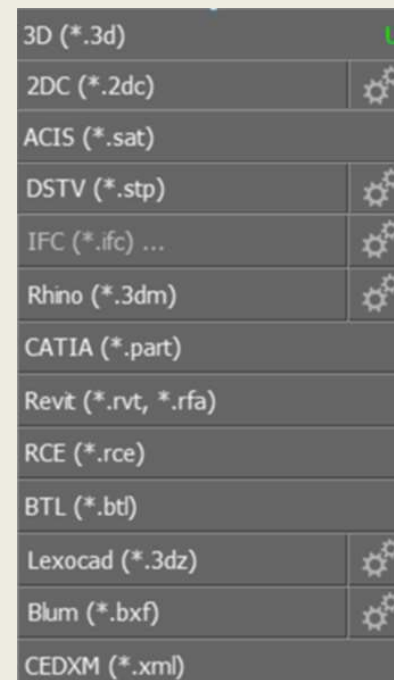 3D (*.3d)
2DC (*.2dc)
ACIS (*.sat)
DSTV (*.stp)
IFC (*.ifc) ...
Rhino (*.3dm)
CATIA (*.part)
Revit (*.rvt, *.rfa)
RCE (*.rce)
BTL (*.btl)
Lexocad (*.3dz)
Blum (*.bxf)
CEDXM (*.xml)